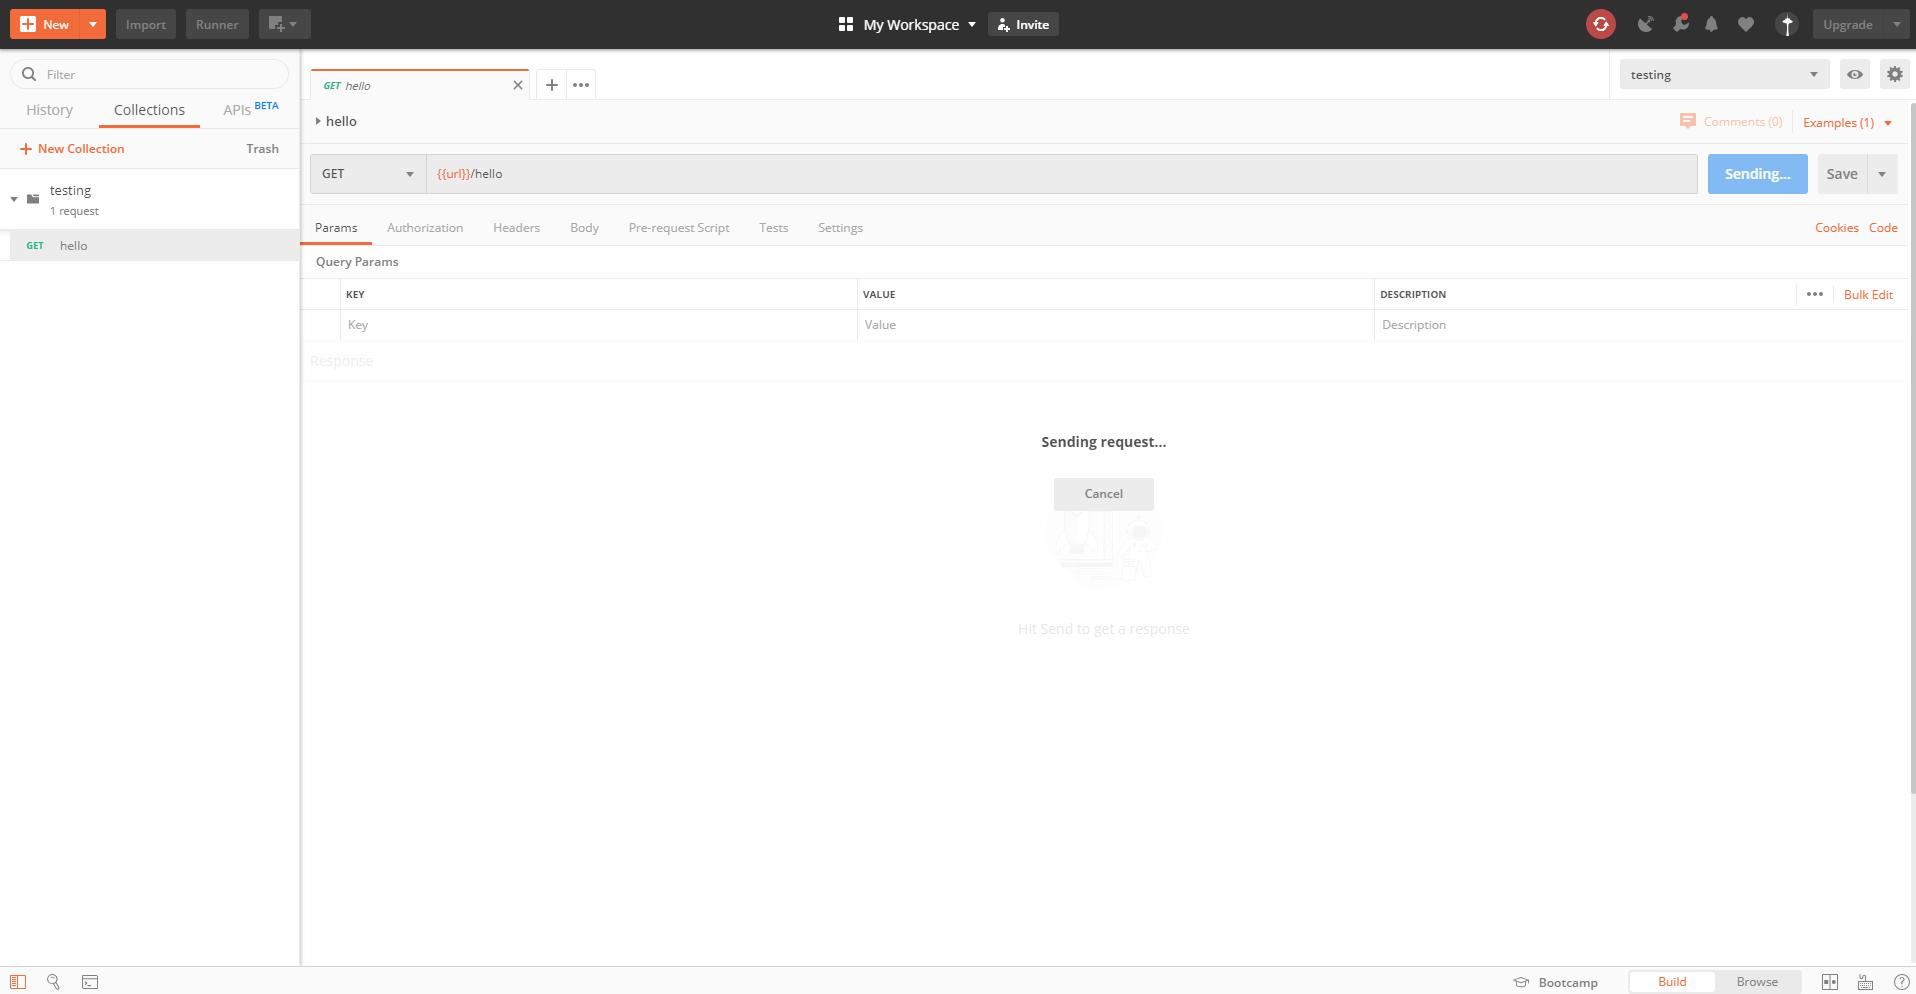 New
Import
Runner
My Workspace
Invite
Upgrade
Filter
History
Collections
APIs BETA
New Collection
Trash
testing
1 request
GET hello
GET hello
testing
hello
Comments (0)
Examples (1)
GET
{{url}}/hello
Sending...
Save
Params
Authorization
Headers
Body
Pre-request Script
Tests
Settings
Cookies
Code
Query Params
KEY
VALUE
DESCRIPTION
Bulk Edit
Key
Value
Description
Response
Sending request...
Cancel
Hit Send to get a response
Bootcamp
Build
Browse